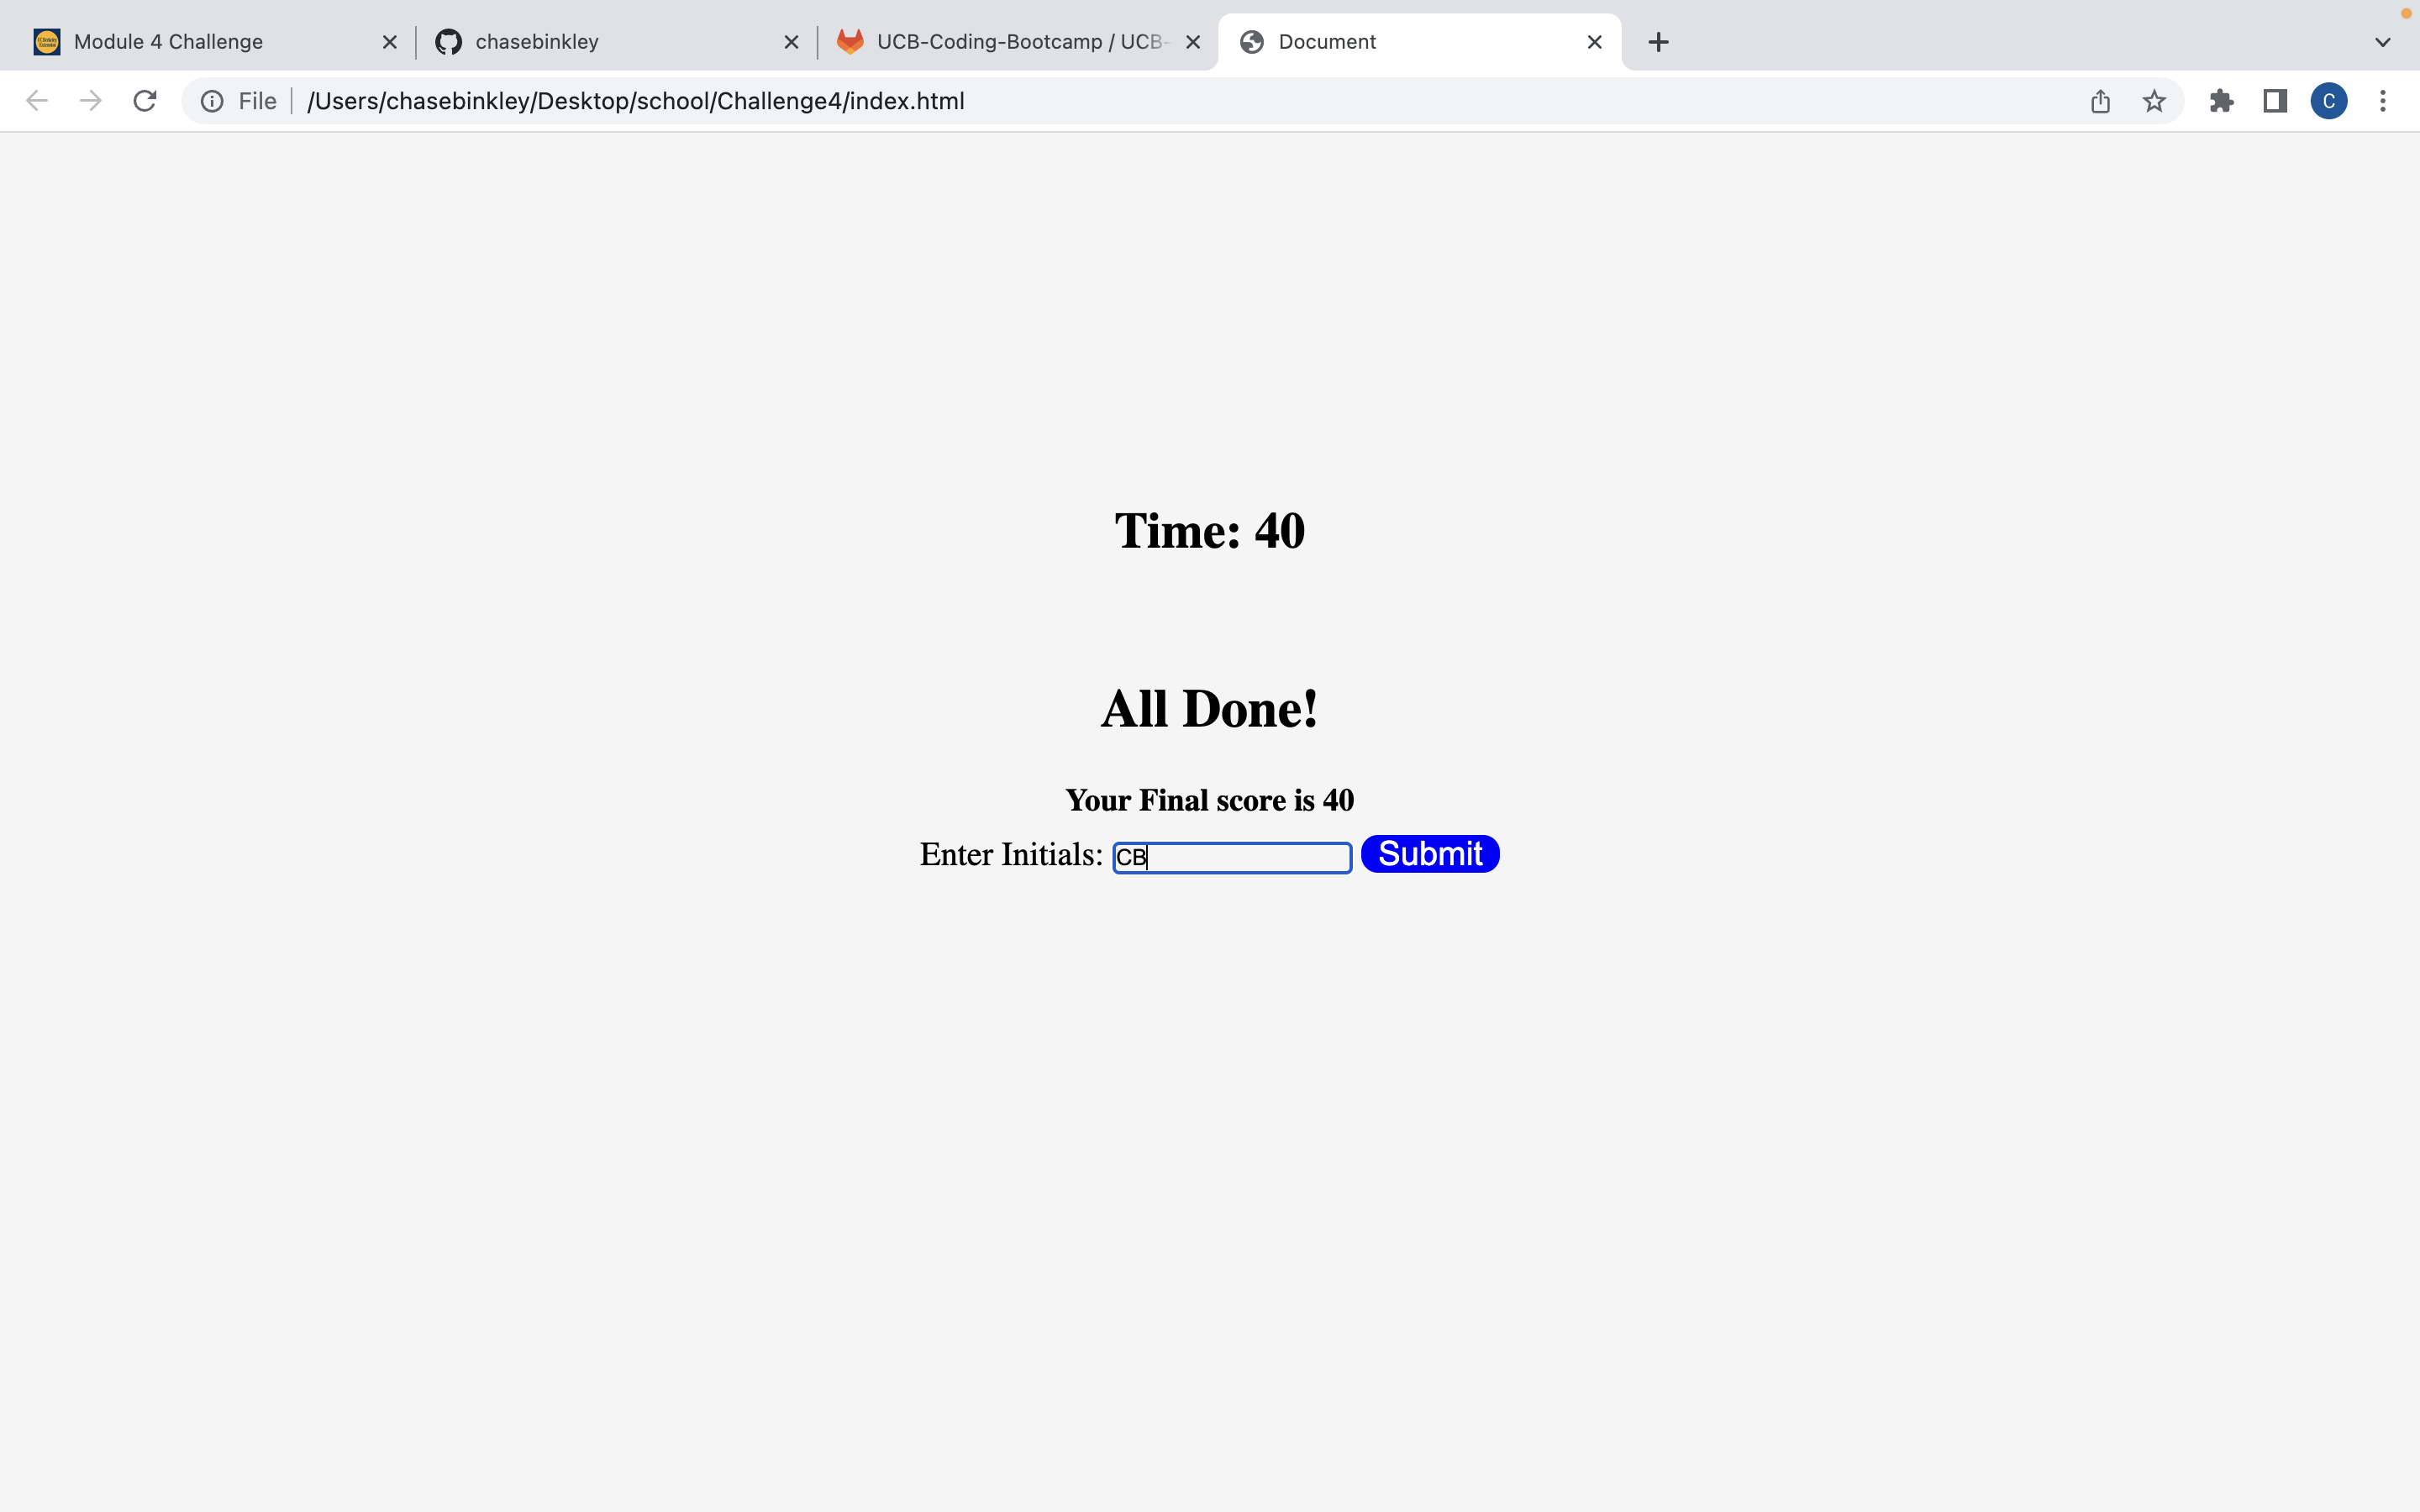 Module 4 Challenge
chasebinkley
UCB-Coding-Bootcamp / UCB-
Document
File
/Users/chasebinkley/Desktop/school/Challenge4/index.html
C
Time: 40
All Done!
Your Final score is 40
Enter Initials: CB Submit